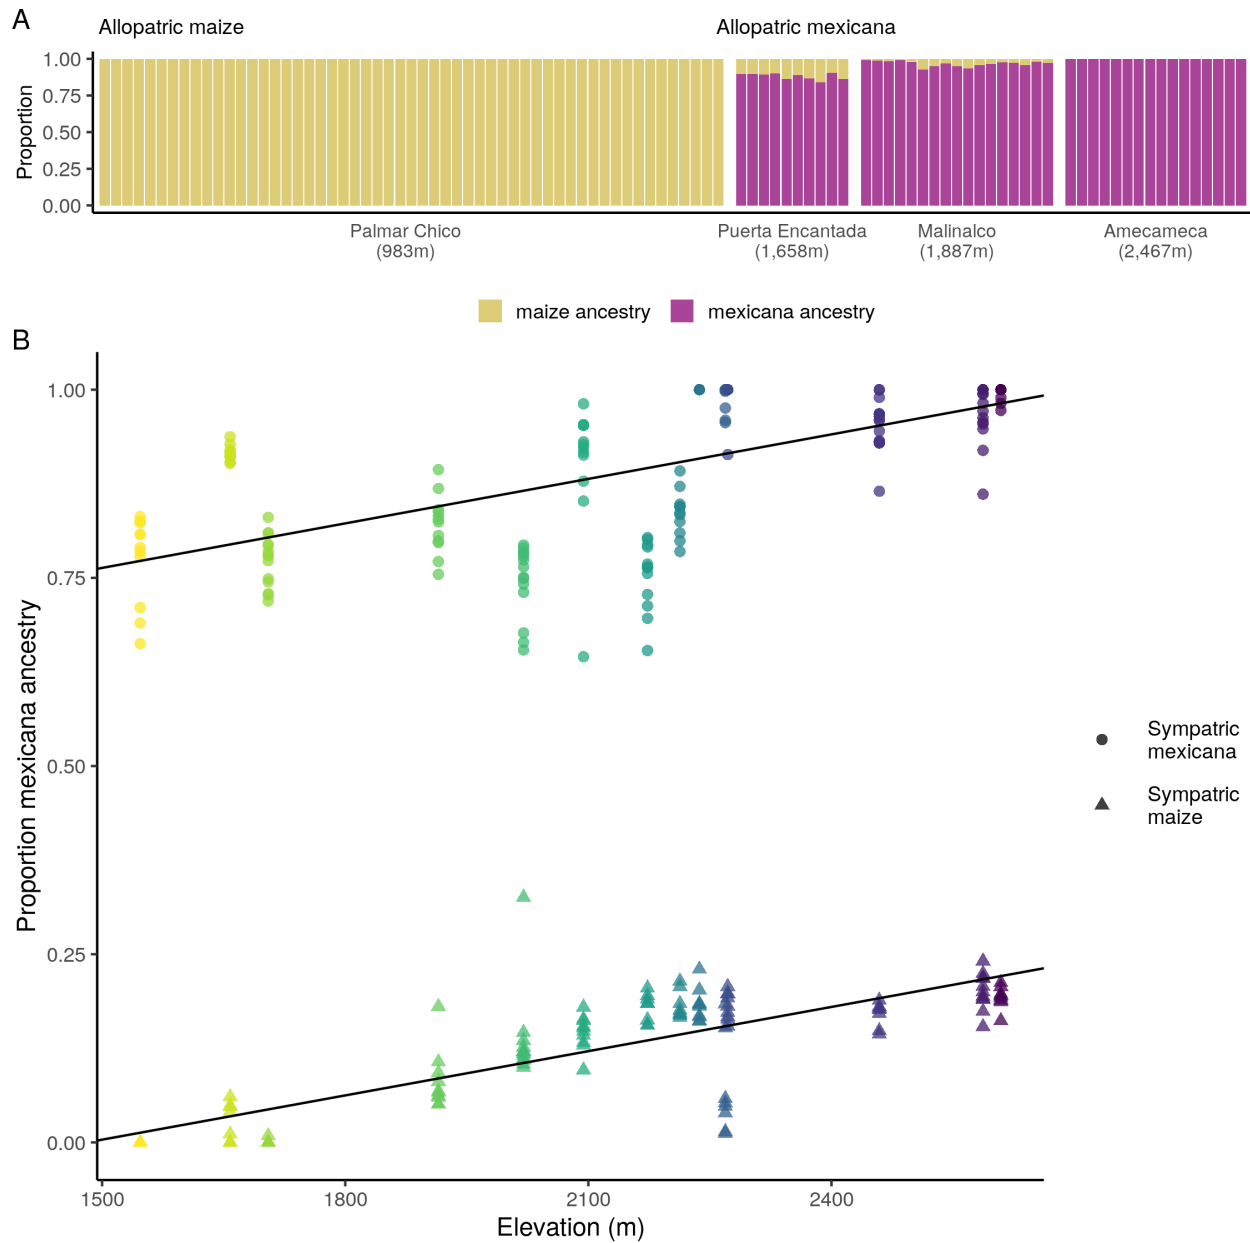 A
Allopatric maize
Allopatric mexicana
1.00
0.75
0.50
0.25
0.00
Proportion
Palmar Chico
(983m)
Puerta Encantada
(1,658m)
Malinalco
(1,887m)
Amecameca
(2,467m)
maize ancestry
mexicana ancestry
B
1.00
0.75
0.50
0.25
0.00
Proportion mexicana ancestry
1500
1800
2100
2400
Elevation (m)
Sympatric
mexicana
Sympatric
maize